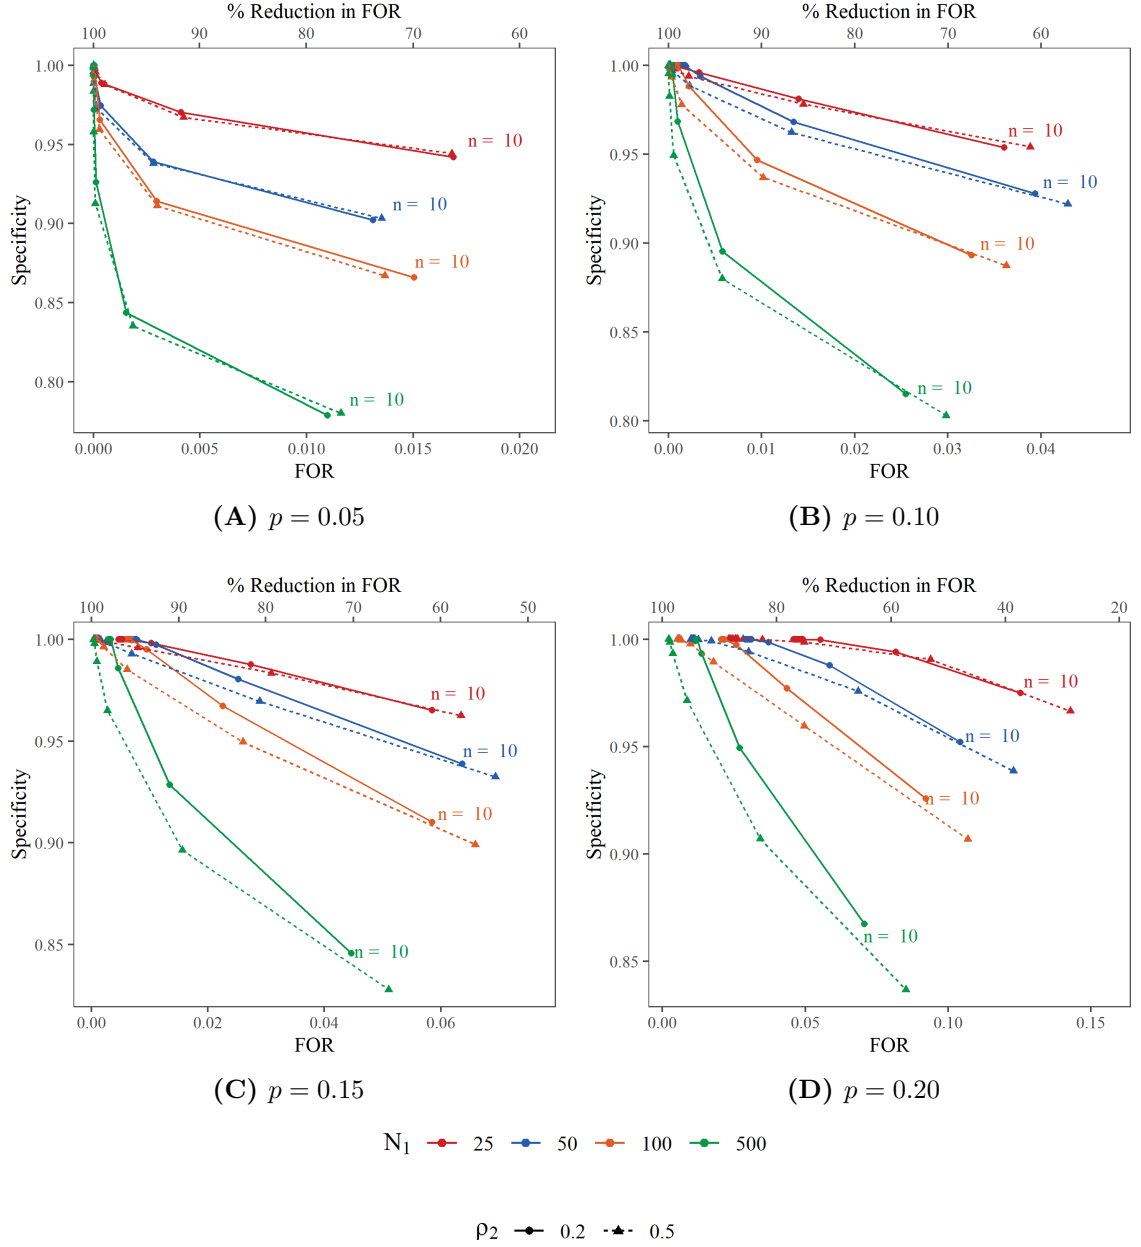 % Reduction in FOR
100 90 80 70 60
1.00
0.95
0.90
0.85
0.80
Specificity
n = 10
n = 10
n = 10
n = 10
0.000 0.005 0.010 0.015 0.020
FOR
(A) p = 0.05
% Reduction in FOR
100 90 80 70 60
1.00
0.95
0.90
0.85
0.80
Specificity
n = 10
n = 10
n = 10
n = 10
0.00 0.01 0.02 0.03 0.04
FOR
(B) p = 0.10
% Reduction in FOR
100 90 80 70 60 50
1.00
0.95
0.90
0.85
Specificity
n = 10
n = 10
n = 10
n = 10
0.00 0.02 0.04 0.06
FOR
(C) p = 0.15
% Reduction in FOR
100 80 60 40 20
1.00
0.95
0.90
0.85
Specificity
n = 10
n = 10
n = 10
n = 10
0.00 0.05 0.10 0.15
FOR
(D) p = 0.20
N₁ 25 50 100 500
ρ₂ 0.2 0.5